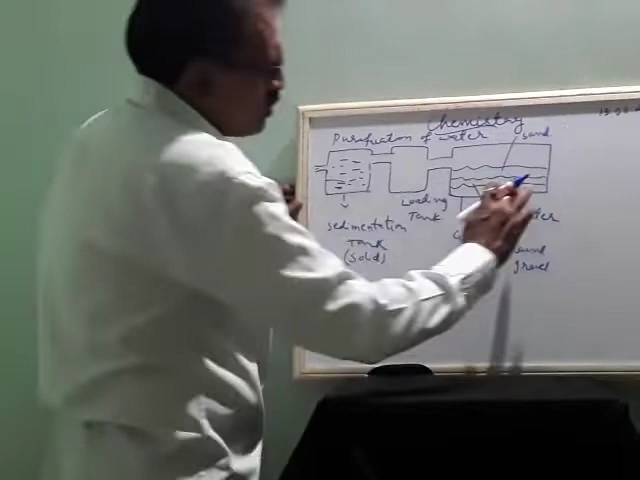 Chemistry
Purification of water
sand
Loading
Tank
sedimentation
Tank
(solid)
gravel